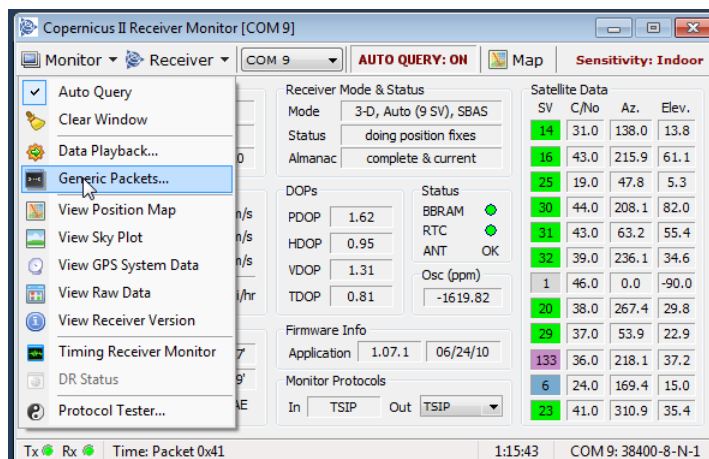 Copernicus II Receiver Monitor [COM 9]
Monitor Receiver COM 9 AUTO QUERY: ON Map Sensitivity: Indoor
Auto Query
Clear Window
Data Playback...
Generic Packets...
View Position Map
View Sky Plot
View GPS System Data
View Raw Data
View Receiver Version
Timing Receiver Monitor
DR Status
Protocol Tester...
0
m/s
m/s
m/s
mi/hr
7'
9'
AE
Receiver Mode & Status
Mode 3-D, Auto (9 SV), SBAS
Status doing position fixes
Almanac complete & current
DOPs
PDOP 1.62
HDOP 0.95
VDOP 1.31
TDOP 0.81
Status
BBRAM
RTC
ANT OK
Osc (ppm)
-1619.82
Firmware Info
Application 1.07.1 06/24/10
Monitor Protocols
In TSIP Out TSIP
Satellite Data
SV C/No Az. Elev.
14 31.0 138.0 13.8
16 43.0 215.9 61.1
25 19.0 47.8 5.3
30 44.0 208.1 82.0
31 43.0 63.2 55.4
32 39.0 236.1 34.6
1 46.0 0.0 -90.0
20 38.0 267.4 29.8
29 37.0 53.9 22.9
133 36.0 218.1 37.2
6 24.0 169.4 15.0
23 41.0 310.9 35.4
Tx Rx Time: Packet 0x41 1:15:43 COM 9: 38400-8-N-1